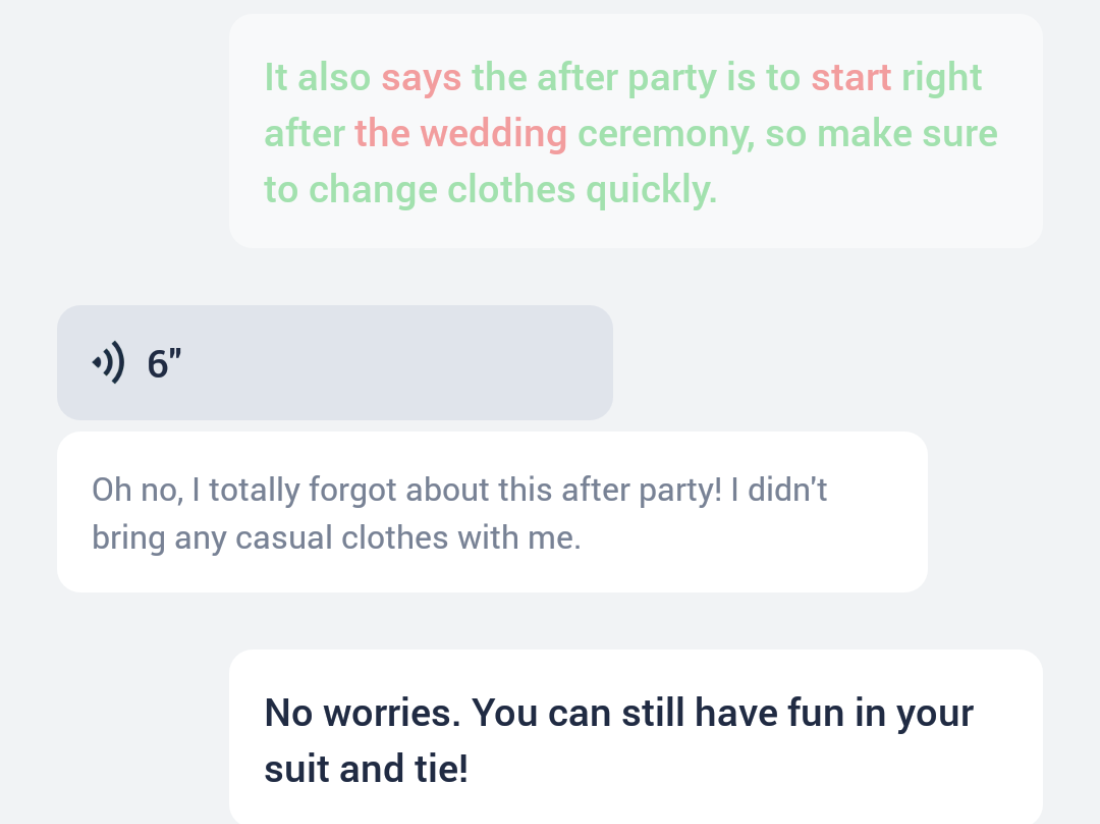 It also says the after party is to start right
after the wedding ceremony, so make sure
to change clothes quickly.
6"
Oh no, I totally forgot about this after party! I didn't
bring any casual clothes with me.
No worries. You can still have fun in your
suit and tie!